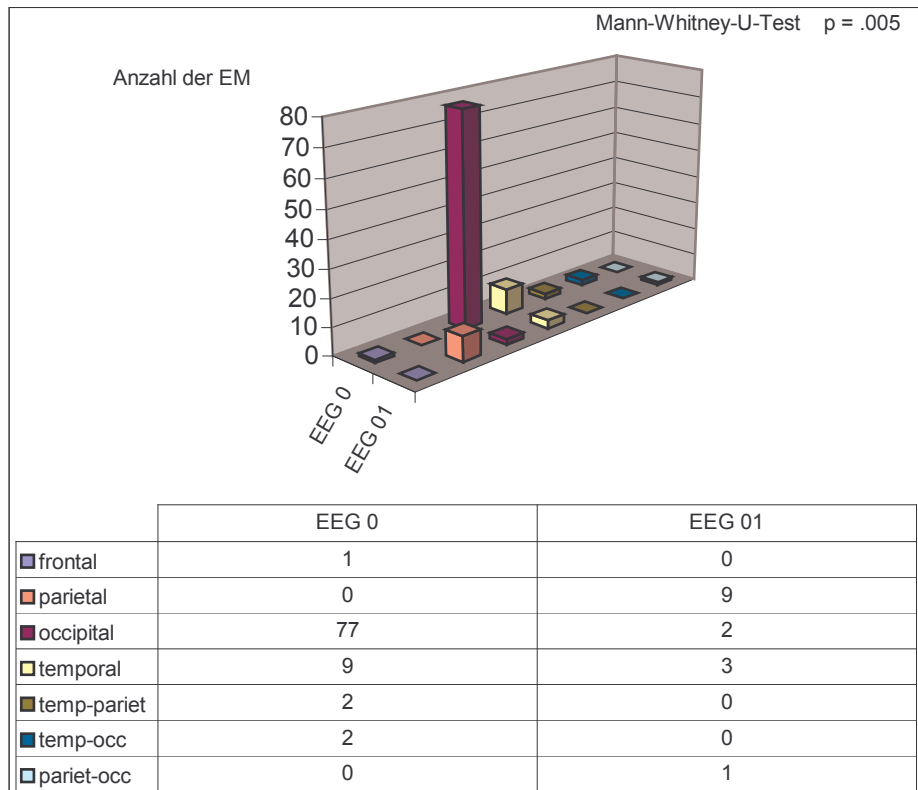 Mann-Whitney-U-Test p = .005
Anzahl der EM
80
70
60
50
40
30
20
10
0
EEG 0
EEG 01
EEG 0 EEG 01
frontal 1 0
parietal 0 9
occipital 77 2
temporal 9 3
temp-pariet 2 0
temp-occ 2 0
pariet-occ 0 1